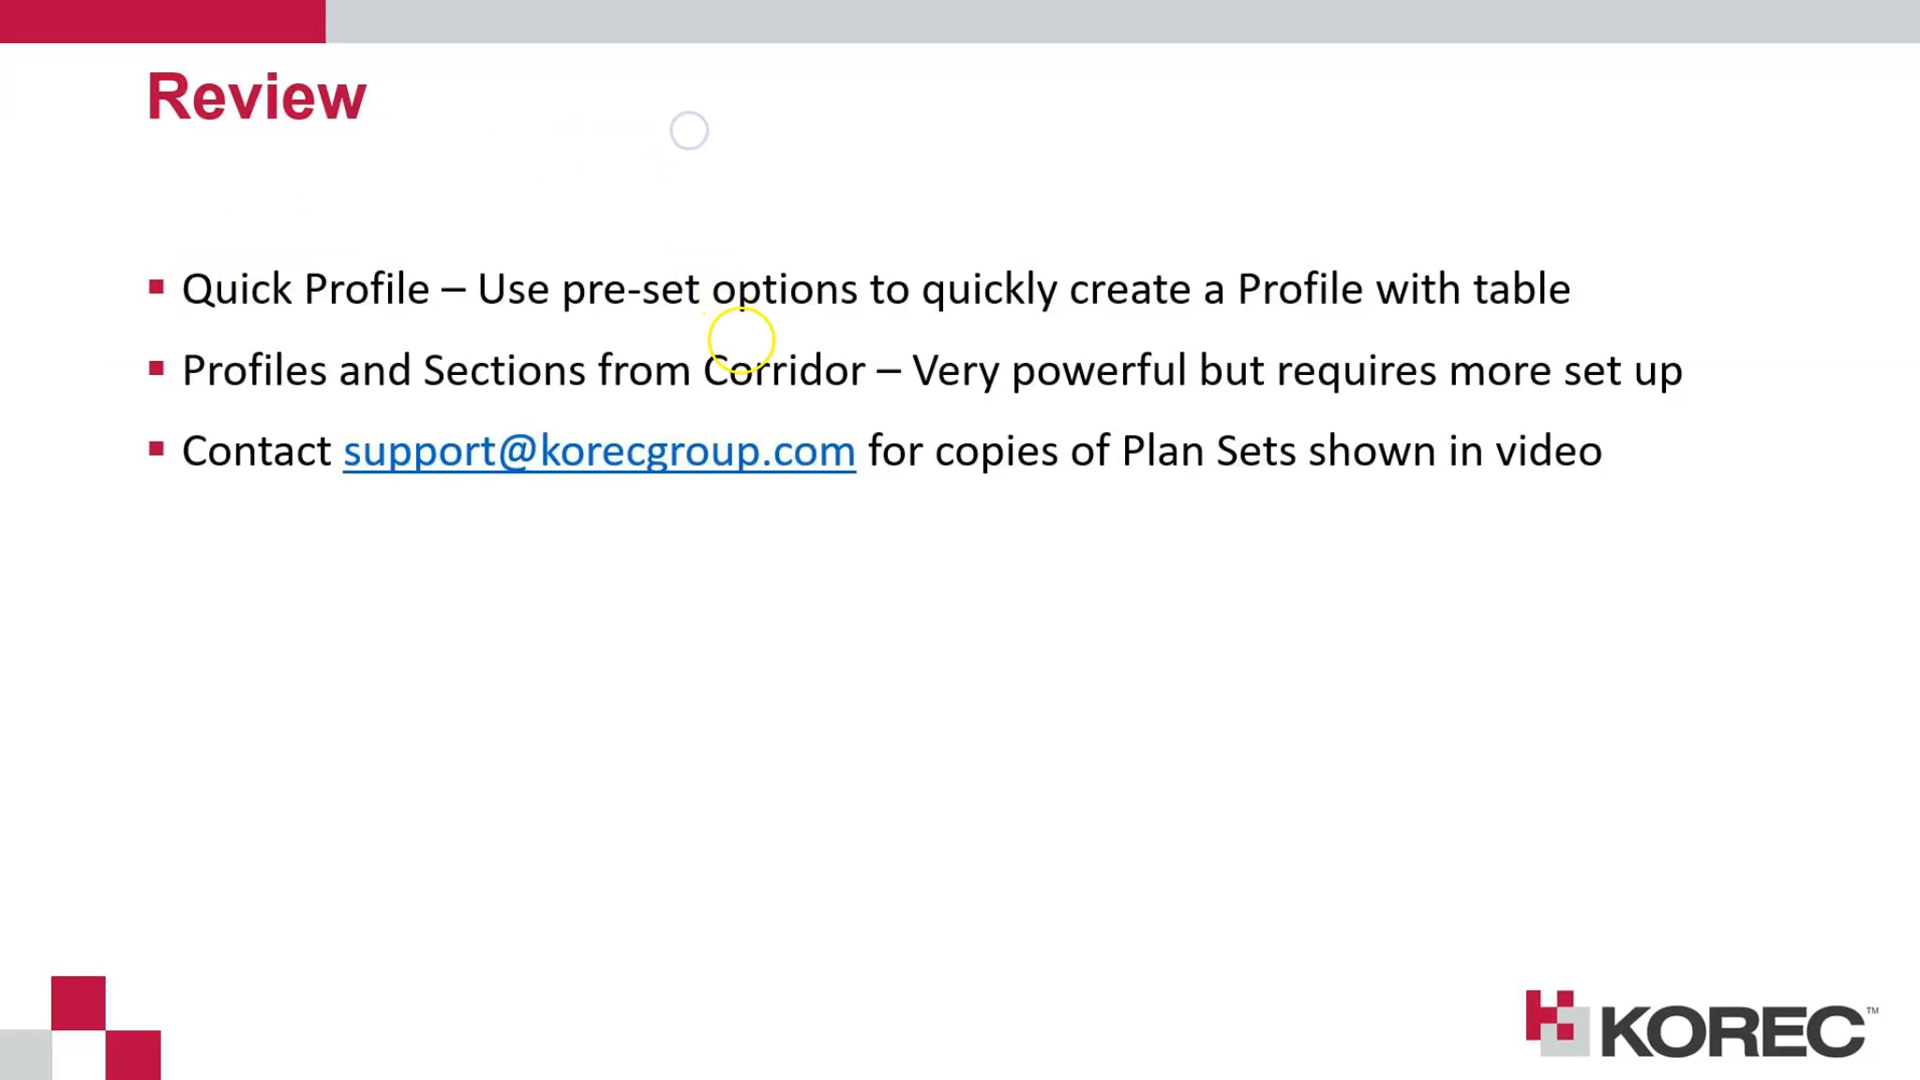 Review
▪ Quick Profile – Use pre-set options to quickly create a Profile with table
▪ Profiles and Sections from Corridor – Very powerful but requires more set up
▪ Contact support@korecgroup.com for copies of Plan Sets shown in video
KOREC™